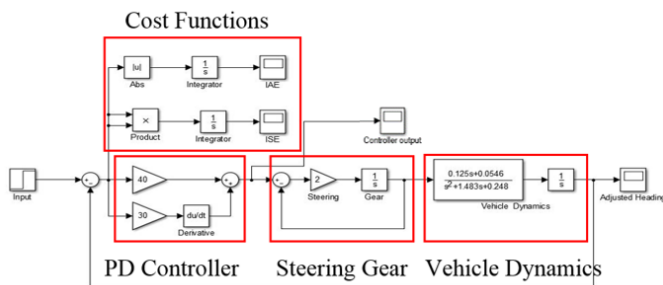 Cost Functions
|u|
Abs
1
s
Integrator
IAE
×
Product
1
s
Integrator
ISE
Controller output
Input
40
30
du/dt
Derivative
2
Steering
1
s
Gear
0.125s+0.0546
s²+1.483s+0.248
Vehicle Dynamics
1
s
Adjusted Heading
PD Controller
Steering Gear
Vehicle Dynamics